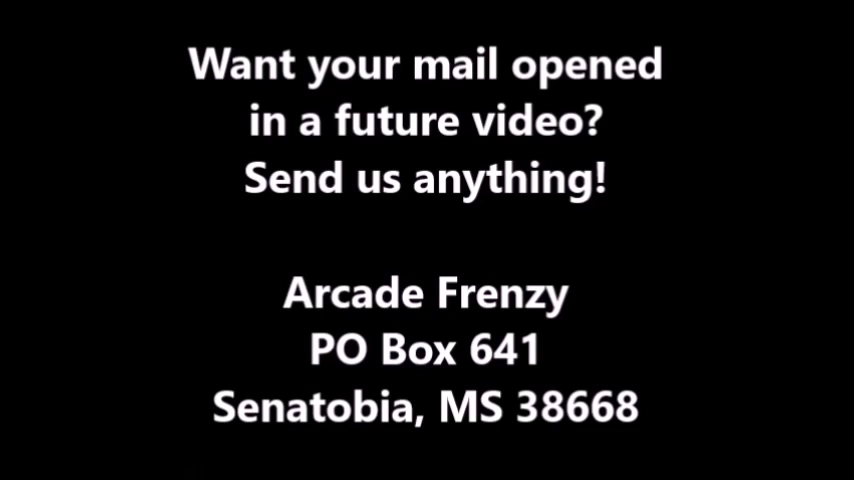 Want your mail opened
in a future video?
Send us anything!
Arcade Frenzy
PO Box 641
Senatobia, MS 38668